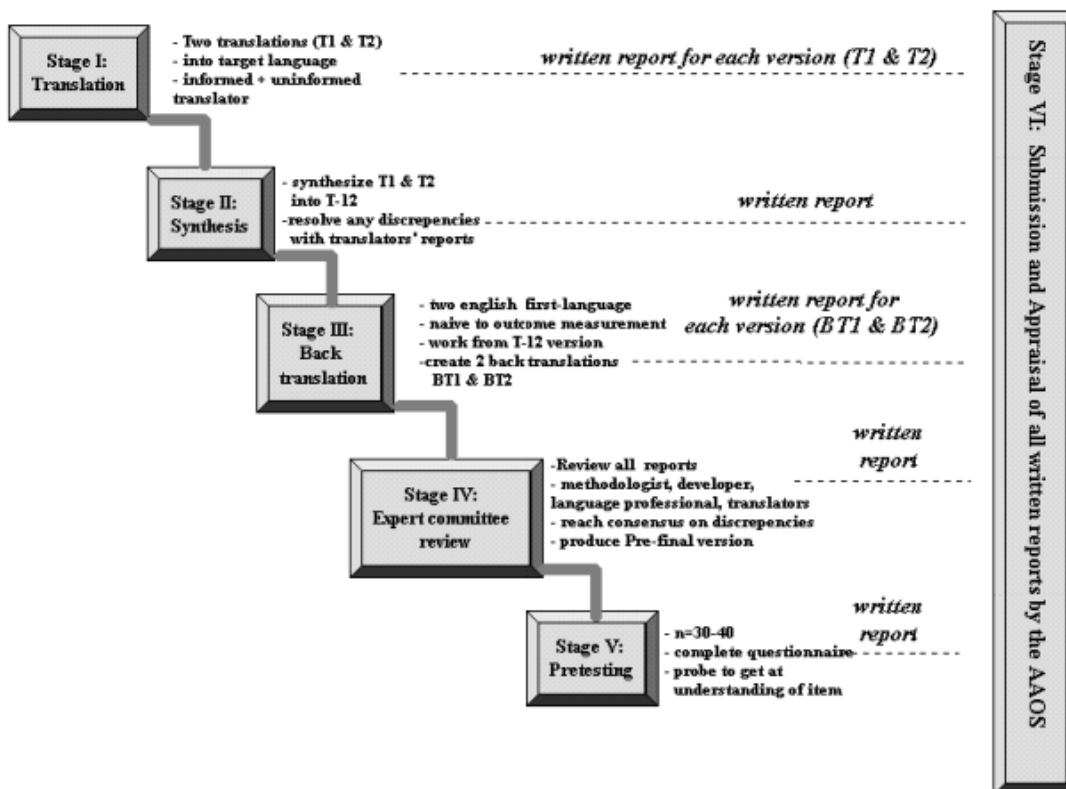 Stage I:
Translation
- Two translations (T1 & T2)
- into target language
- informed + uninformed
translator
written report for each version (T1 & T2)
Stage II:
Synthesis
- synthesize T1 & T2
into T-12
-resolve any discrepencies
with translators' reports
written report
Stage III:
Back
translation
- two english first-language
- naive to outcome measurement
- work from T-12 version
-create 2 back translations
BT1 & BT2
written report for
each version (BT1 & BT2)
Stage IV:
Expert committee
review
-Review all reports
- methodologist, developer,
language professional, translators
- reach consensus on discrepencies
- produce Pre-final version
written
report
Stage V:
Pretesting
- n=30-40
- complete questionnaire
- probe to get at
understanding of item
written
report
Stage VI: Submission and Appraisal of all written reports by the AAOS